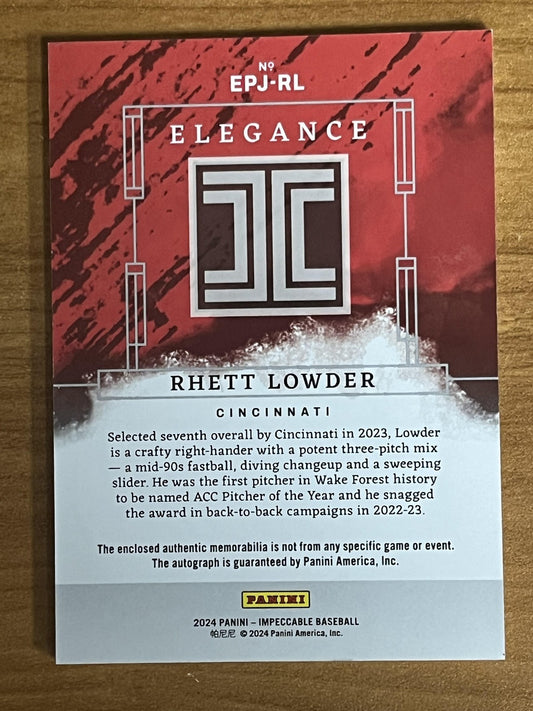 Nº
EPJ-RL
ELEGANCE
RHETT LOWDER
CINCINNATI
Selected seventh overall by Cincinnati in 2023, Lowder
is a crafty right-hander with a potent three-pitch mix
— a mid-90s fastball, diving changeup and a sweeping
slider. He was the first pitcher in Wake Forest history
to be named ACC Pitcher of the Year and he snagged
the award in back-to-back campaigns in 2022-23.
The enclosed authentic memorabilia is not from any specific game or event.
The autograph is guaranteed by Panini America, Inc.
PANINI
2024 PANINI – IMPECCABLE BASEBALL
帕尼尼 © 2024 Panini America, Inc.